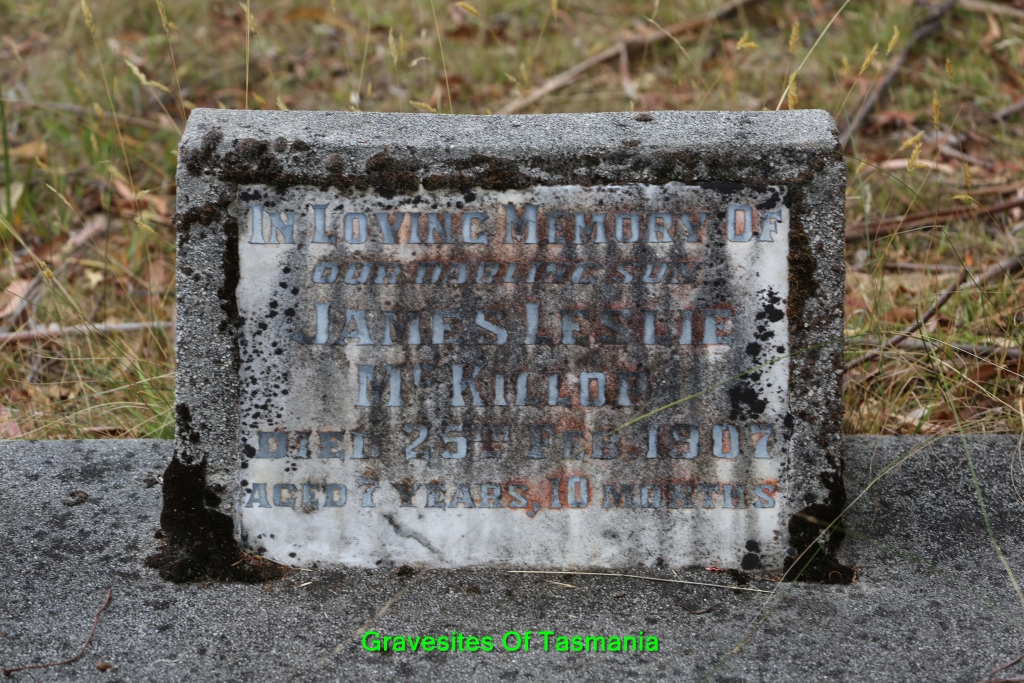 In Loving Memory Of
OUR DARLING SON
James Leslie
McKillop
Died 25th Feb. 1907
Aged 7 Years, 10 Months
Gravesites Of Tasmania